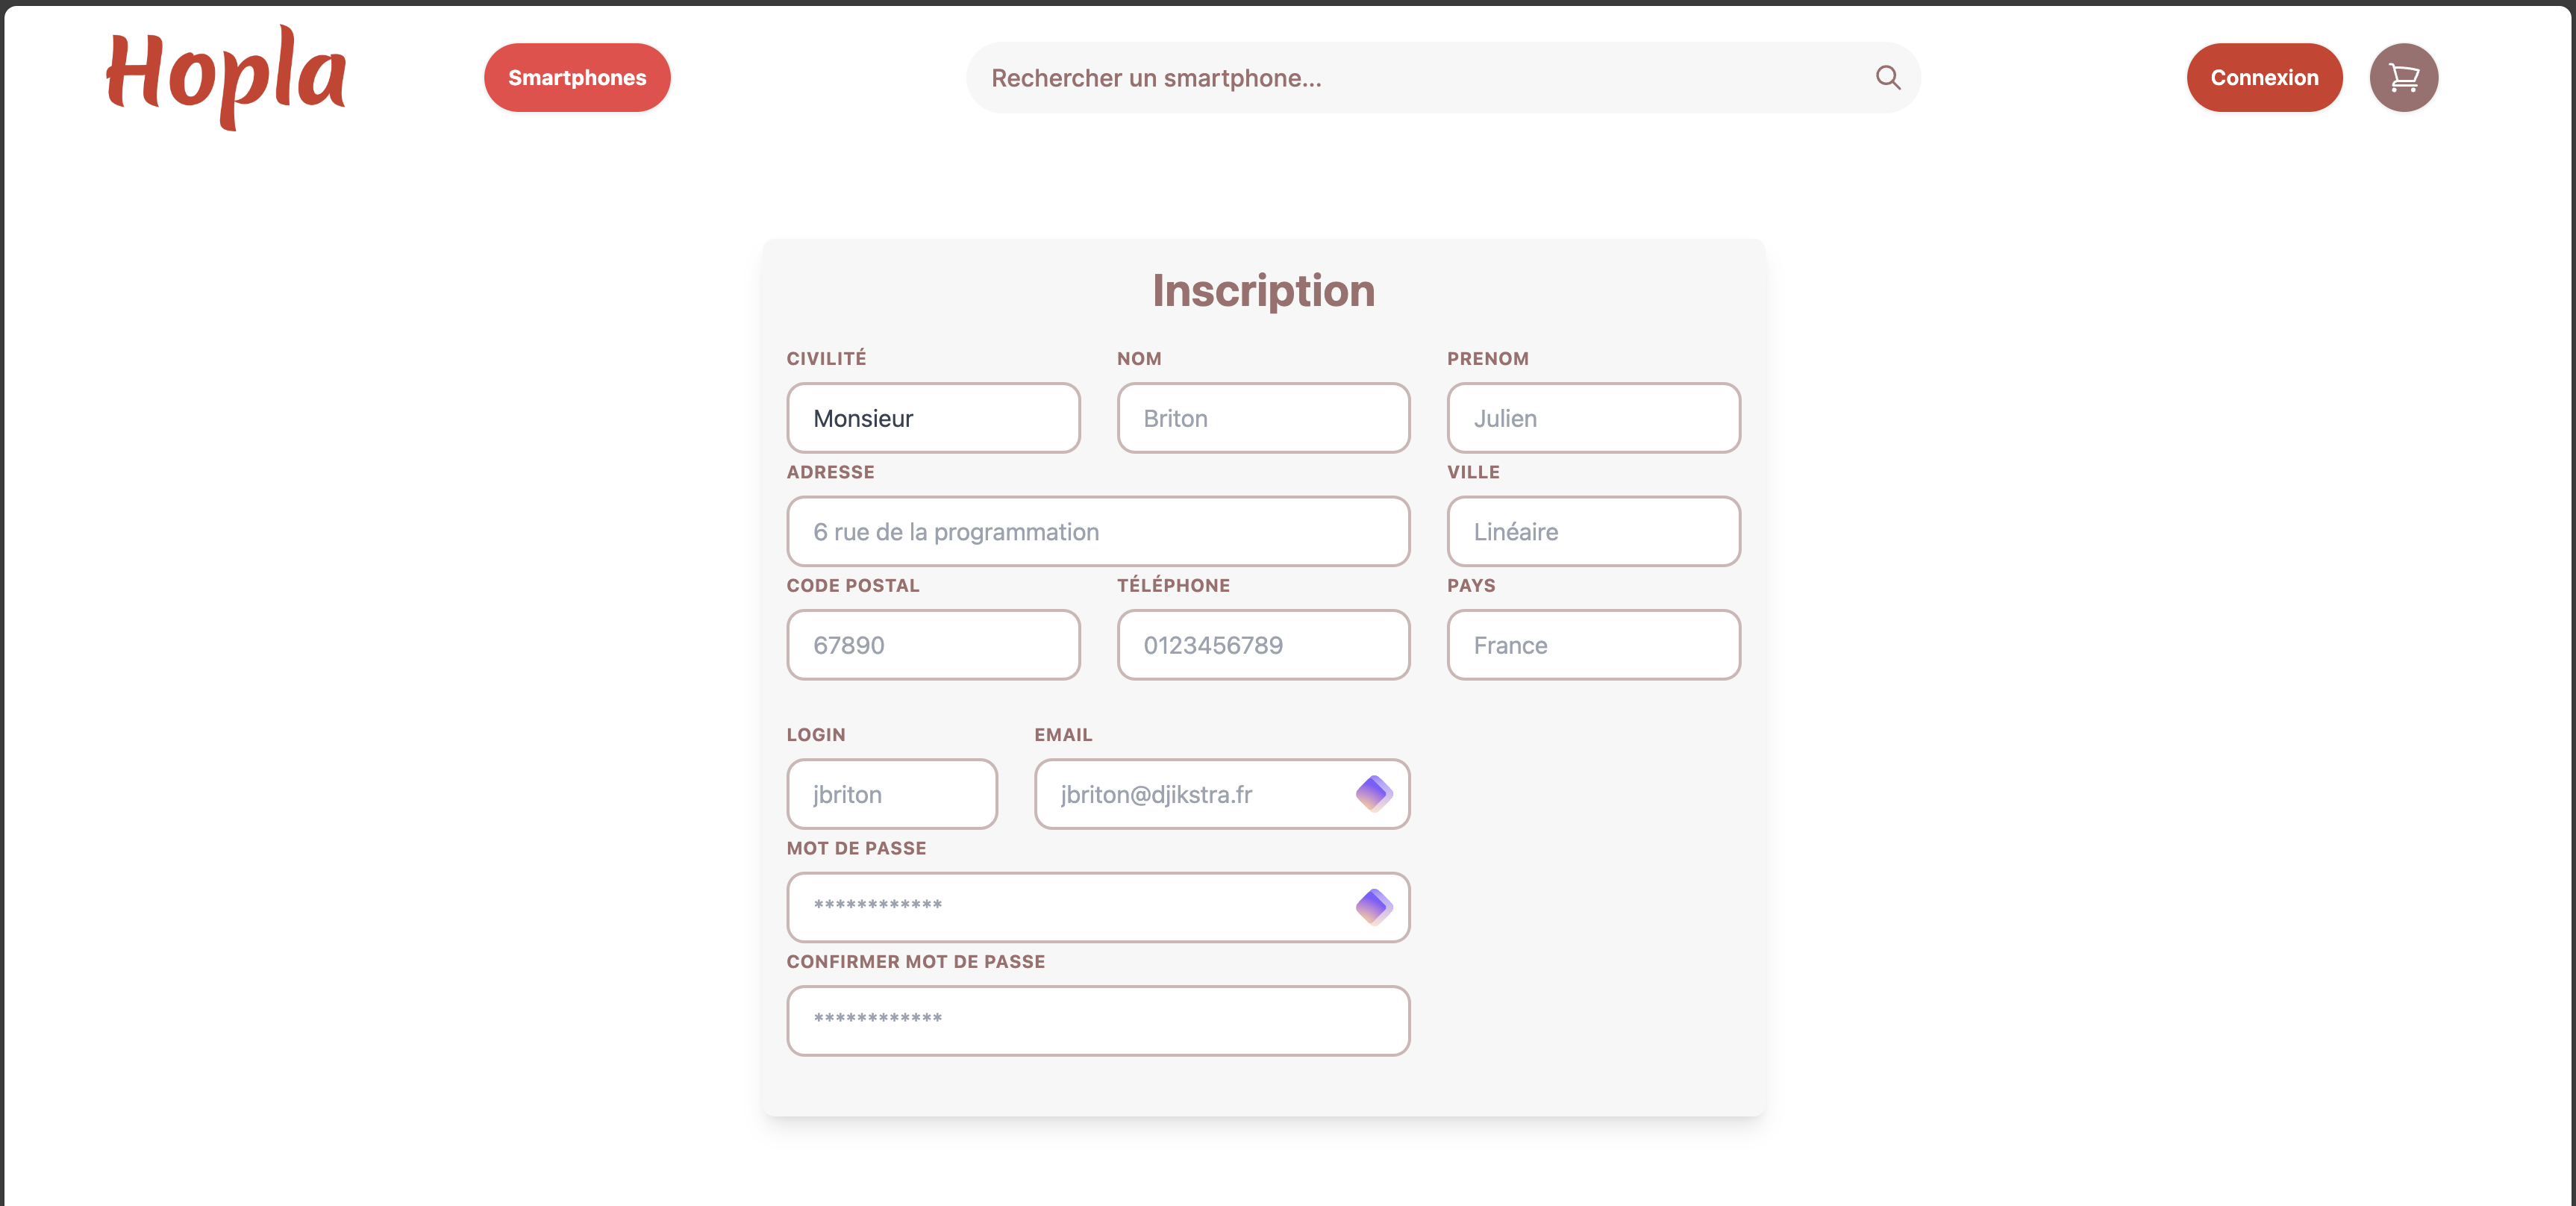 Hopla
Smartphones
Rechercher un smartphone...
Connexion
Inscription
CIVILITÉ NOM PRENOM
Monsieur Briton Julien
ADRESSE VILLE
6 rue de la programmation Linéaire
CODE POSTAL TÉLÉPHONE PAYS
67890 0123456789 France
LOGIN EMAIL
jbriton jbriton@djikstra.fr
MOT DE PASSE
************
CONFIRMER MOT DE PASSE
************